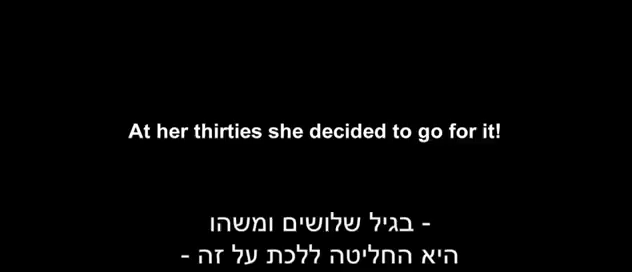 At her thirties she decided to go for it!
- בגיל שלושים ומשהו
היא החליטה ללכת על זה -